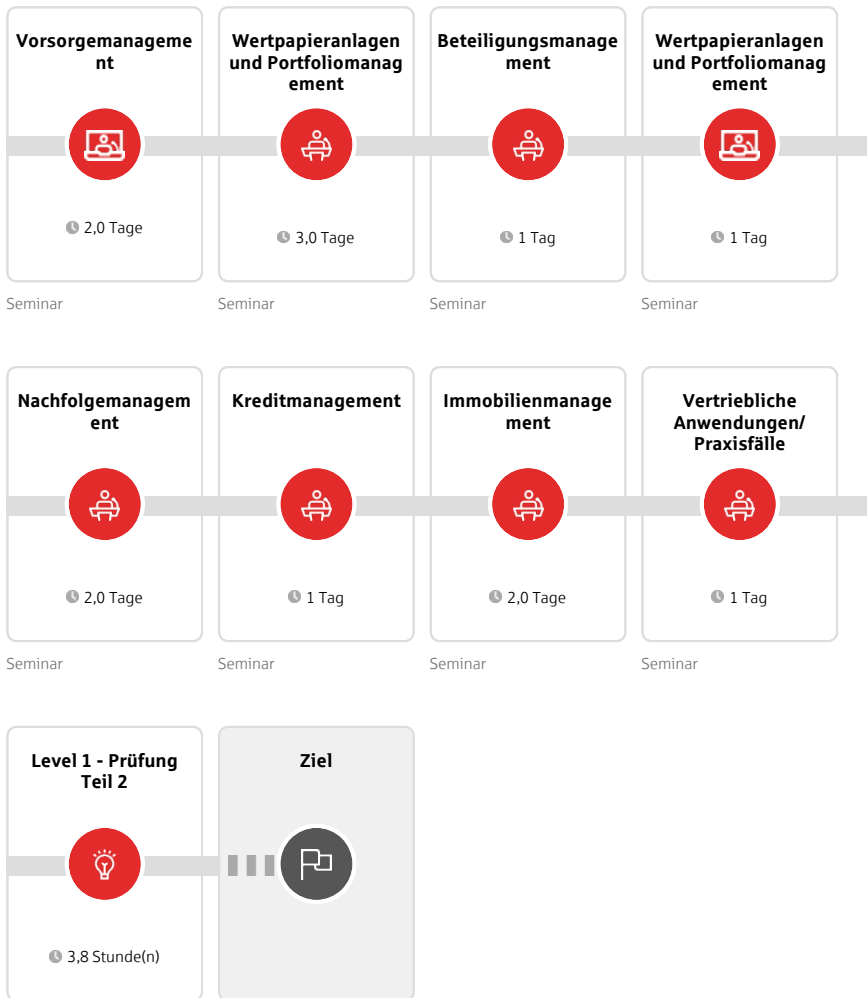 Vorsorgemanageme
nt
2,0 Tage
Seminar
Wertpapieranlagen
und Portfoliomanag
ement
3,0 Tage
Seminar
Beteiligungsmanage
ment
1 Tag
Seminar
Wertpapieranlagen
und Portfoliomanag
ement
1 Tag
Seminar
Nachfolgemanagem
ent
2,0 Tage
Seminar
Kreditmanagement
1 Tag
Seminar
Immobilienmanage
ment
2,0 Tage
Seminar
Vertriebliche
Anwendungen/
Praxisfälle
1 Tag
Seminar
Level 1 - Prüfung
Teil 2
3,8 Stunde(n)
Ziel